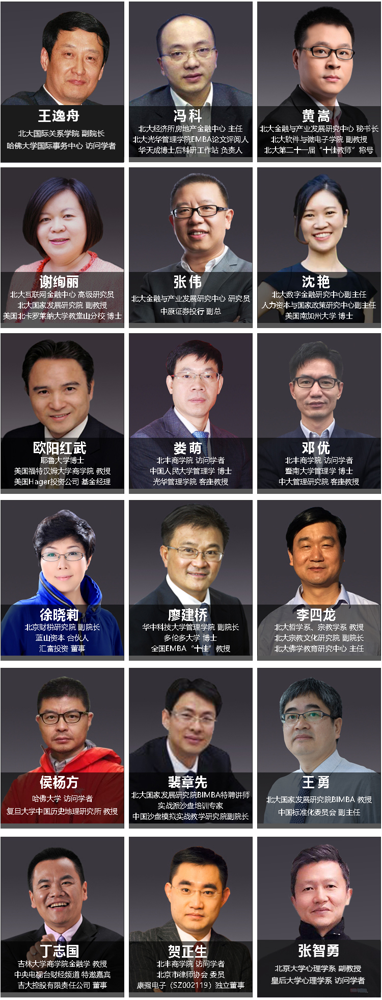 王逸舟
北大国际关系学院 副院长
哈佛大学国际事务中心 访问学者
冯科
北大经济所房地产金融中心 主任
北大光华管理学院EMBA论文评阅人
华天成博士后科研工作站 负责人
黄嵩
北大金融与产业发展研究中心 秘书长
北大软件与微电子学院 副教授
北大第二十一届“十佳教师”称号
谢绚丽
北大互联网金融中心 高级研究员
北大国家发展研究院 副教授
美国北卡罗莱纳大学教堂山分校 博士
张伟
北大金融与产业发展研究中心 研究员
中原证券投行 副总
沈艳
北大数字金融研究中心副主任
人力资本与国家政策研究中心副主任
美国南加州大学 博士
欧阳红武
耶鲁大学博士
美国福特汉姆大学商学院 教授
美国Hager投资公司 基金经理
娄萌
北丰商学院 访问学者
中国人民大学管理学 博士
光华管理学院 客座教授
邓优
北丰商学院 访问学者
暨南大学管理学 博士
中大管理研究院 客座教授
徐晓莉
北京财税研究院 副院长
蓝山资本 合伙人
汇富投资 董事
廖建桥
华中科技大学管理学院 副院长
多伦多大学 博士
全国EMBA“十佳”教授
李四龙
北大哲学系、宗教学系 教授
北大宗教文化研究院 副院长
北大佛学教育研究中心 主任
侯杨方
哈佛大学 访问学者
复旦大学中国历史地理研究所 教授
裴章先
北大国家发展研究院BIMBA特聘讲师
实战派沙盘培训专家
中国沙盘模拟实战教学研究院副院长
王勇
北大国家发展研究院BIMBA 教授
中国标准化委员会 副主任
丁志国
吉林大学商学院金融学 教授
中央电视台财经频道 特邀嘉宾
吉大控股有限责任公司 董事
贺正生
北丰商学院 访问学者
北京市律师协会 委员
康强电子（SZ002119）独立董事
张智勇
北京大学心理学系 副教授
皇后大学心理学系 访问学者